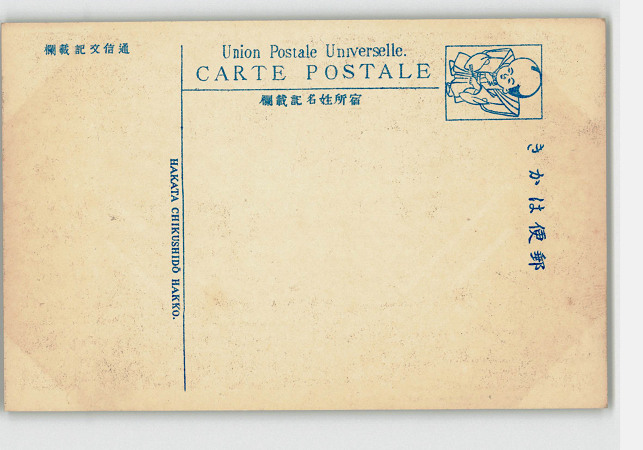 通信文記載欄
Union Postale Universelle.
CARTE POSTALE
宿所姓名記載欄
郵便はかき
HAKATA CHIKUSHIDŌ HAKKO.